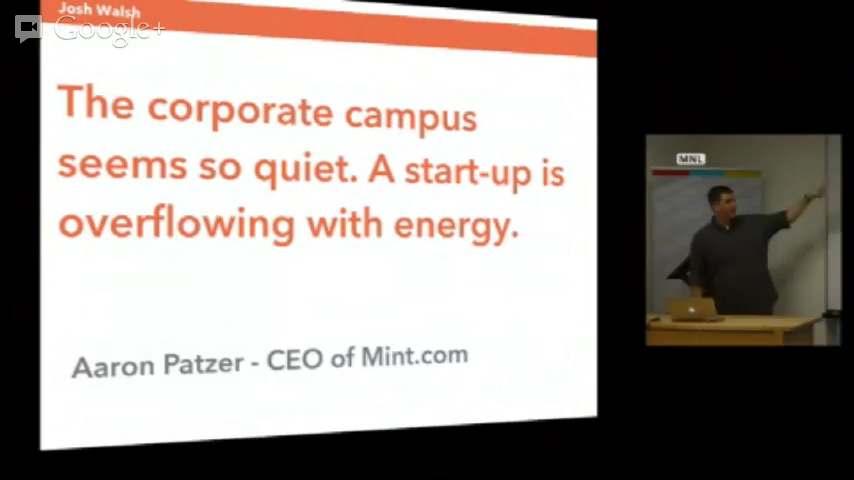 Josh Walsh
Google+
The corporate campus
seems so quiet. A start-up is
overflowing with energy.
Aaron Patzer - CEO of Mint.com
MNL